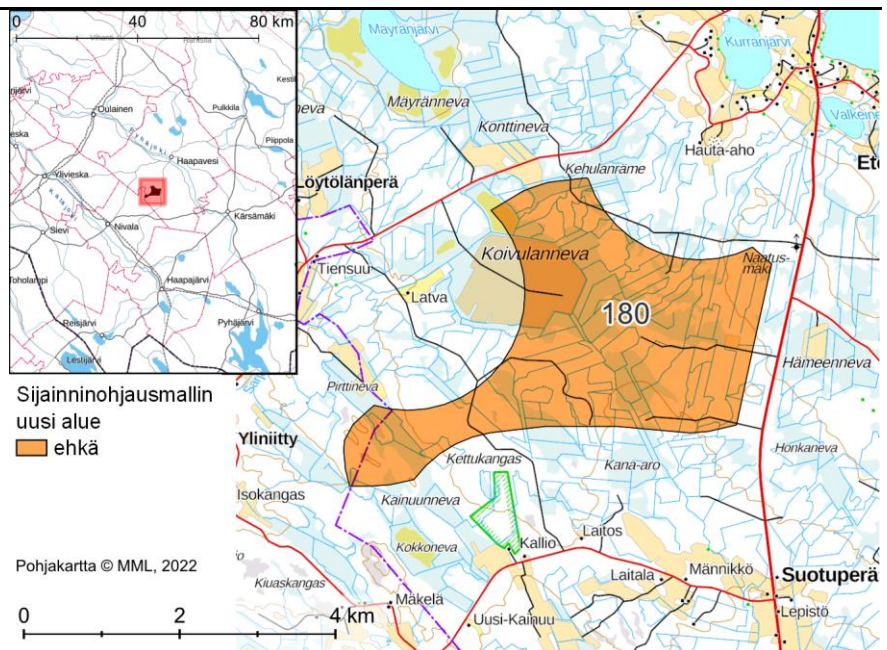 0 40 80 km
Vihanti
Oulainen
Pulkkila
Piippola
Pyhäjoki
Haapavesi
Ylivieska
Kalajoki
Kärsämäki
Sievi
Nivala
Toholampi
Haapajärvi
Reisjärvi
Pyhäjärvi
Lestijärvi
Sijainninohjausmallin
uusi alue
ehkä
Pohjakartta © MML, 2022
0 2 4 km
Mäyränjärvi
Mäyränneva
Konttineva
Kurranjärvi
Hauta-aho
Kehulanräme
Löytölänperä
Tiensuu
Latva
Koivulanneva
180
Naatus-
mäki
Hämeenneva
Pirttineva
Yliniitty
Honkaneva
Kettukangas
Kana-aro
Isokangas
Kainuunneva
Kokkoneva
Laitos
Kallio
Kiuaskangas
Laitala
Männikkö
Suotuperä
Mäkelä
Uusi-Kainuu
Lepistö